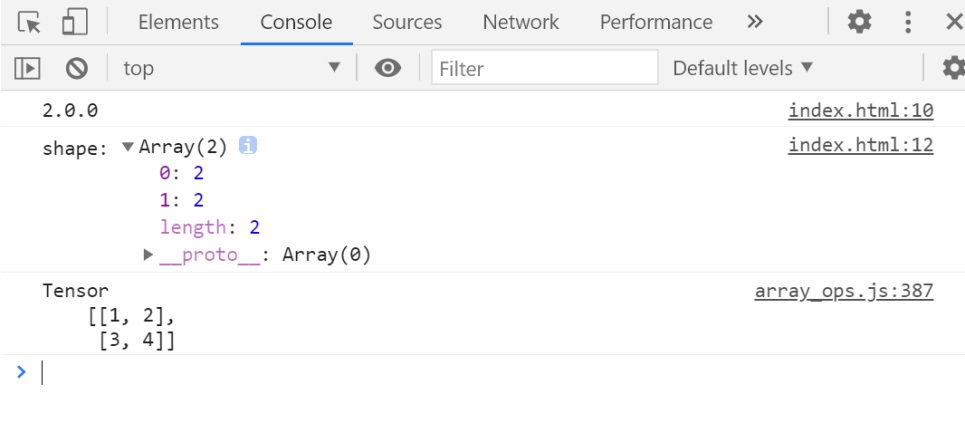 Elements Console Sources Network Performance »
top Filter Default levels
2.0.0 index.html:10
shape: Array(2) i index.html:12
0: 2
1: 2
length: 2
__proto__: Array(0)
Tensor array_ops.js:387
[[1, 2],
[3, 4]]
>